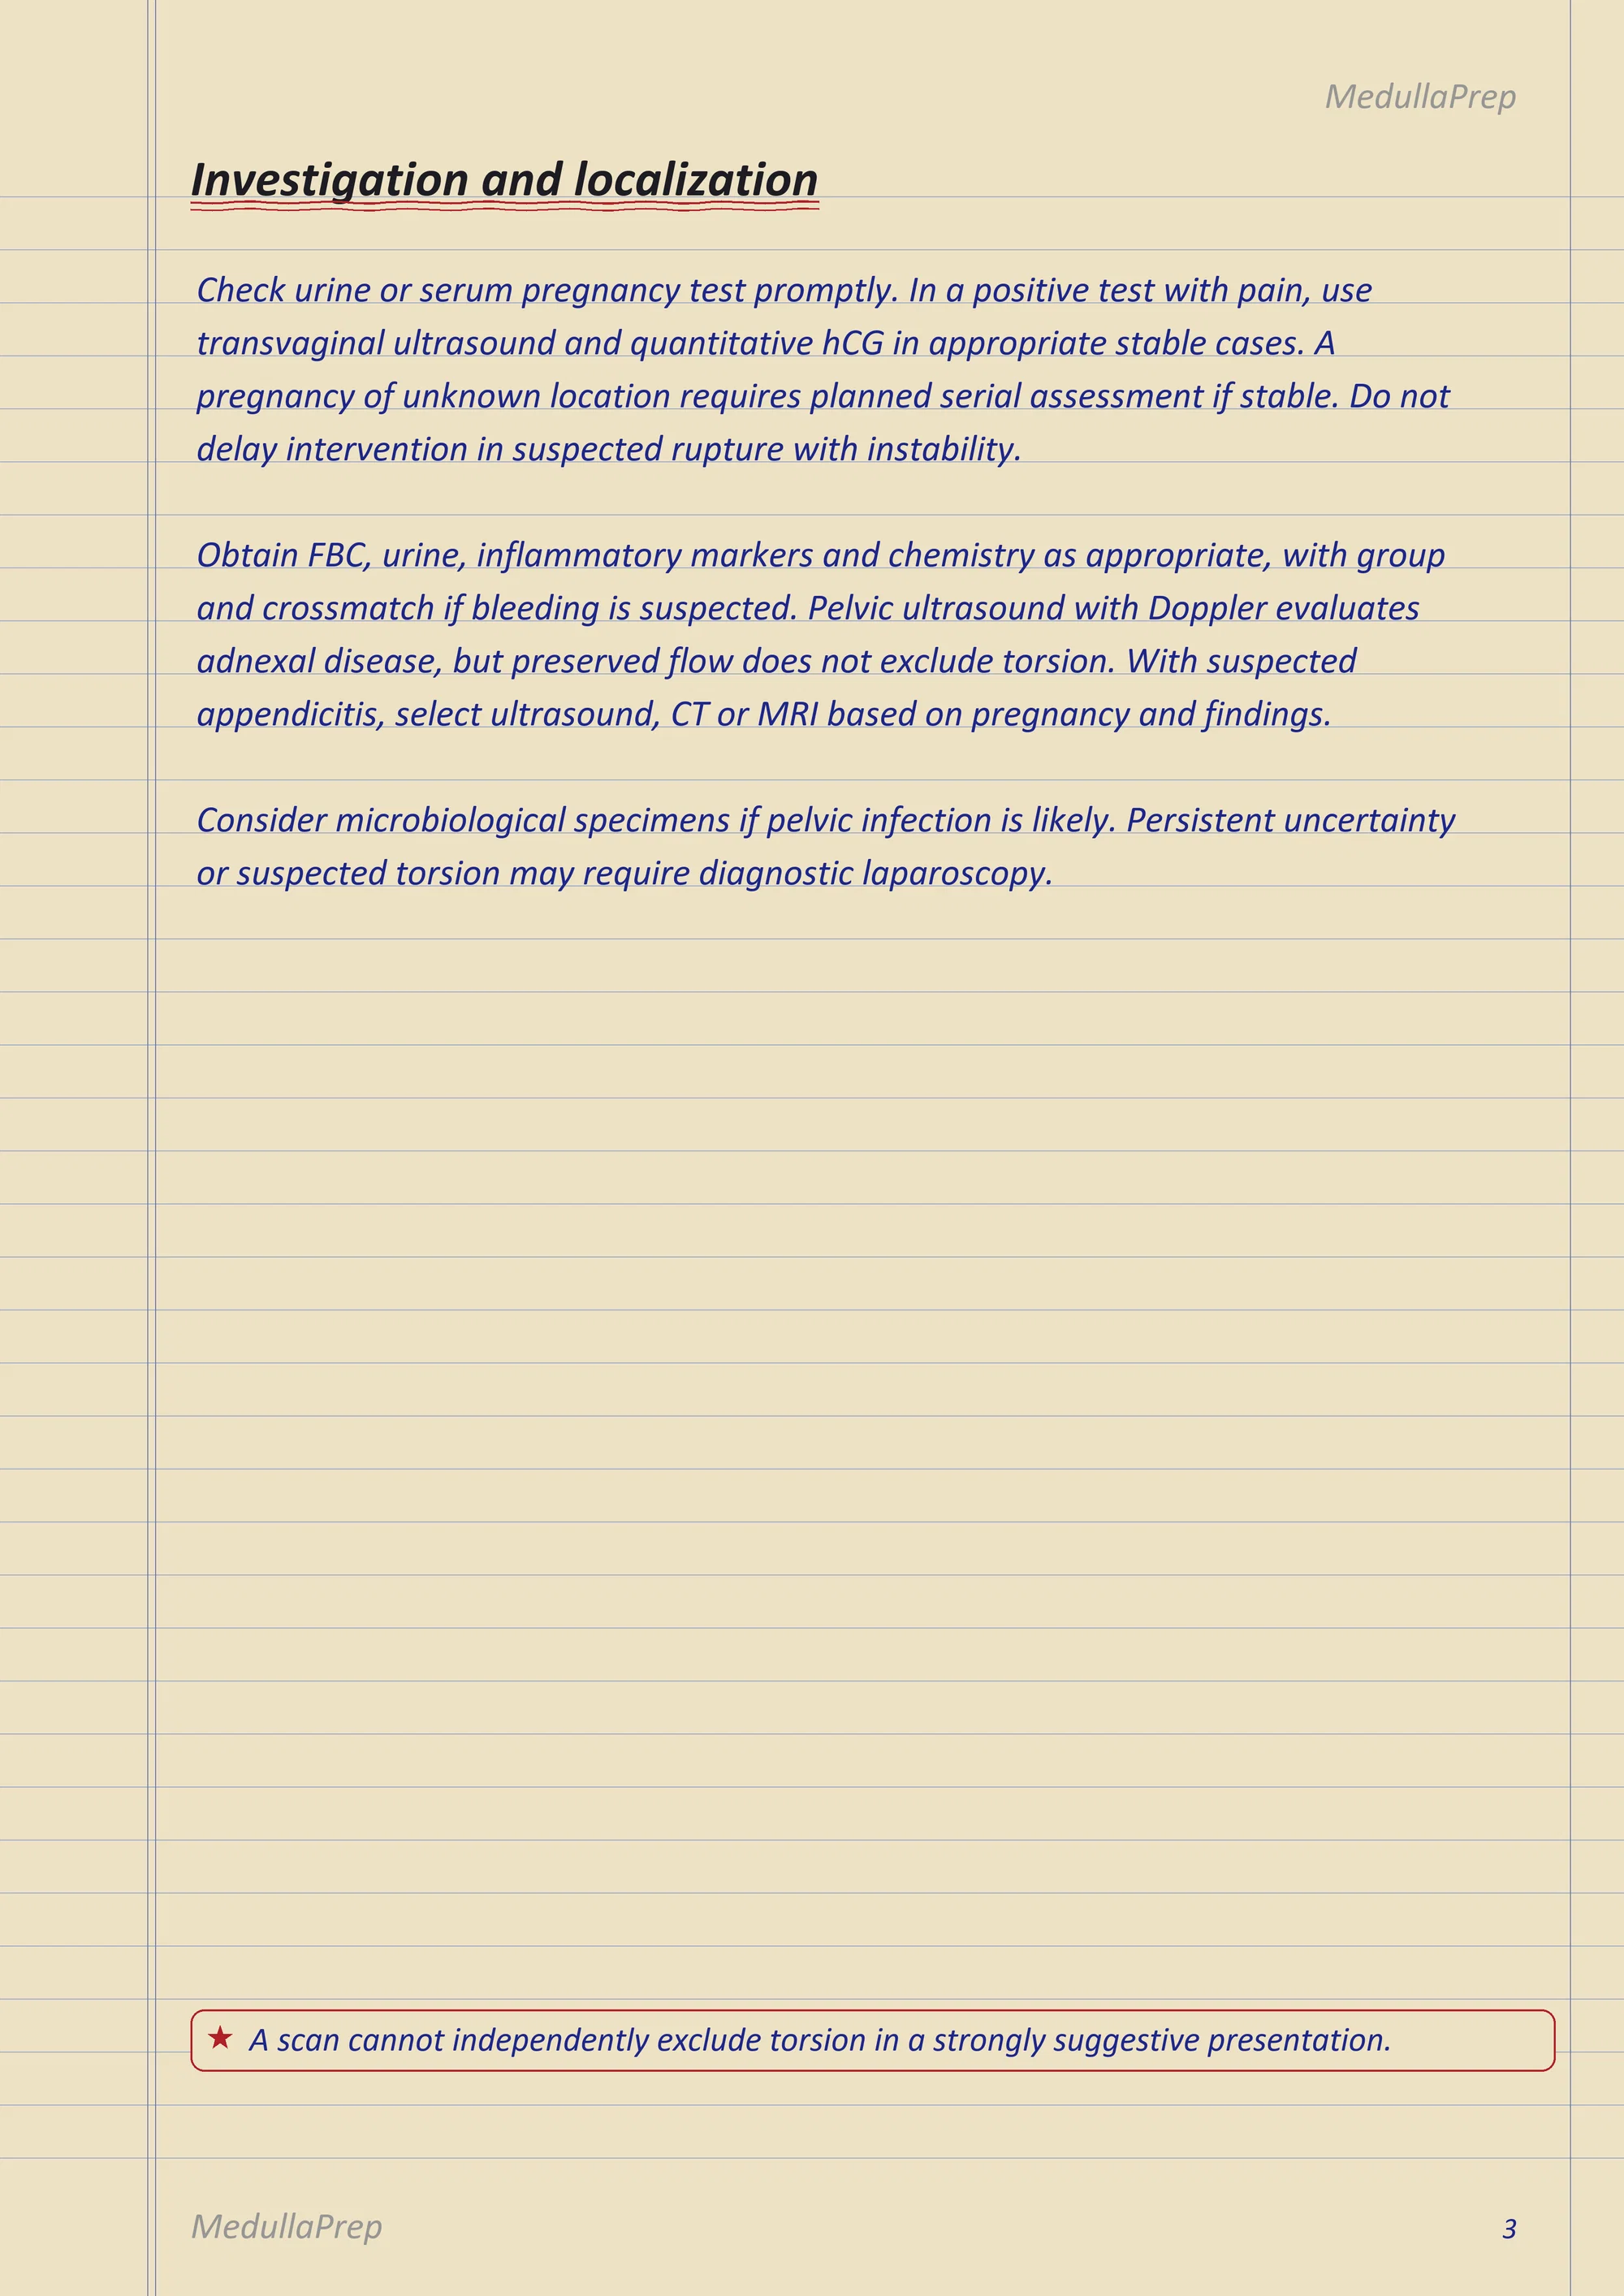 MedullaPrep
Investigation and localization
Check urine or serum pregnancy test promptly. In a positive test with pain, use
transvaginal ultrasound and quantitative hCG in appropriate stable cases. A
pregnancy of unknown location requires planned serial assessment if stable. Do not
delay intervention in suspected rupture with instability.
Obtain FBC, urine, inflammatory markers and chemistry as appropriate, with group
and crossmatch if bleeding is suspected. Pelvic ultrasound with Doppler evaluates
adnexal disease, but preserved flow does not exclude torsion. With suspected
appendicitis, select ultrasound, CT or MRI based on pregnancy and findings.
Consider microbiological specimens if pelvic infection is likely. Persistent uncertainty
or suspected torsion may require diagnostic laparoscopy.
★ A scan cannot independently exclude torsion in a strongly suggestive presentation.
MedullaPrep
3